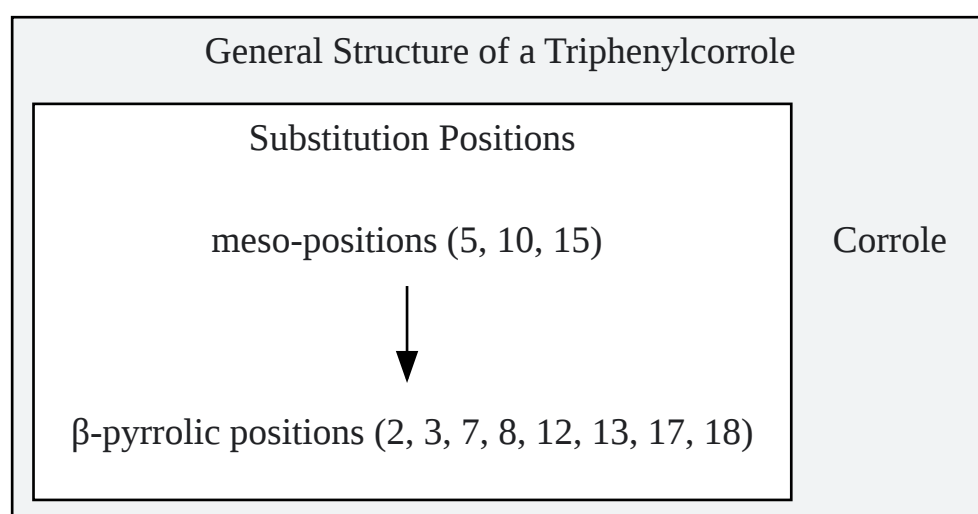 General Structure of a Triphenylcorrole
Substitution Positions
meso-positions (5, 10, 15)
Corrole
β-pyrrolic positions (2, 3, 7, 8, 12, 13, 17, 18)